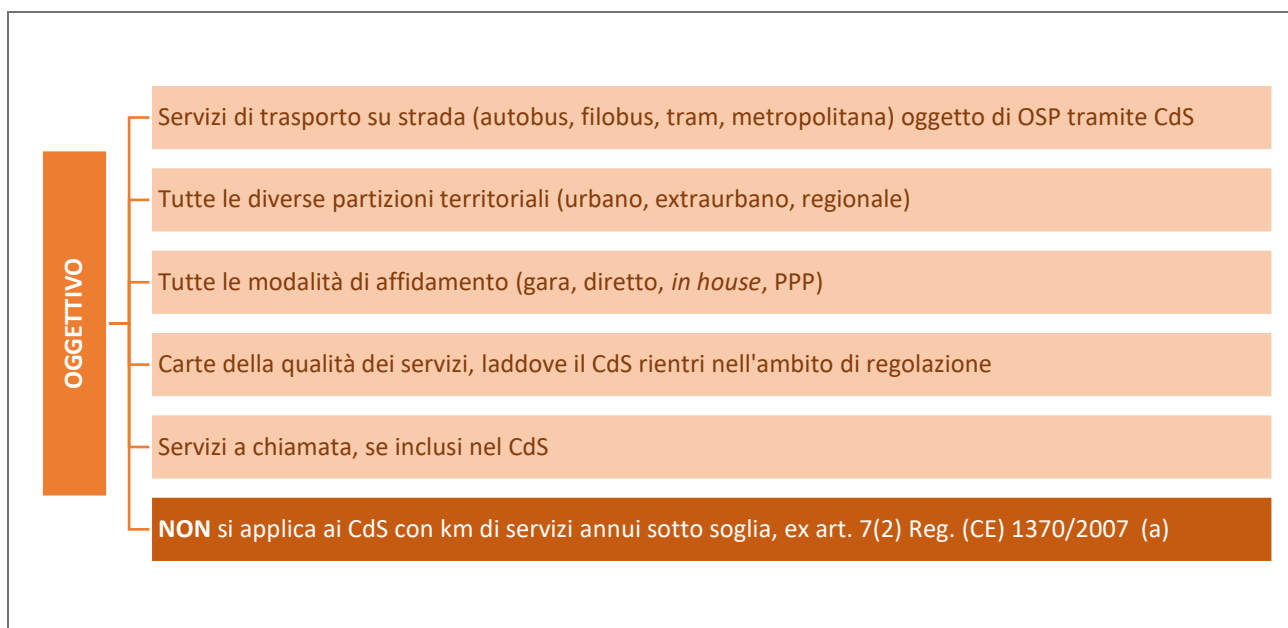 OGGETTIVO
Servizi di trasporto su strada (autobus, filobus, tram, metropolitana) oggetto di OSP tramite CdS
Tutte le diverse partizioni territoriali (urbano, extraurbano, regionale)
Tutte le modalità di affidamento (gara, diretto, in house, PPP)
Carte della qualità dei servizi, laddove il CdS rientri nell'ambito di regolazione
Servizi a chiamata, se inclusi nel CdS
NON si applica ai CdS con km di servizi annui sotto soglia, ex art. 7(2) Reg. (CE) 1370/2007 (a)